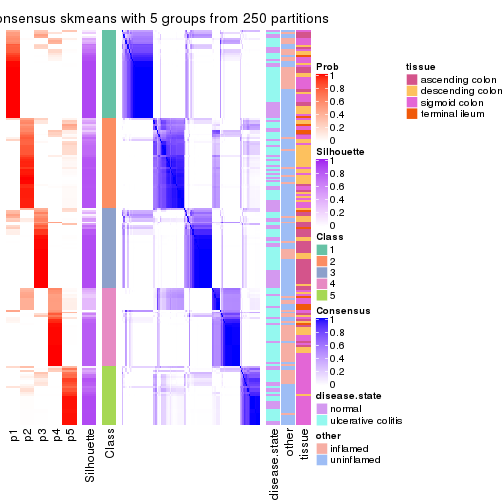 onsensus skmeans with 5 groups from 250 partitions
Prob
1
0.8
0.6
0.4
0.2
0
Silhouette
1
0.8
0.6
0.4
0.2
0
Class
1
2
3
4
5
Consensus
1
0.8
0.6
0.4
0.2
0
disease.state
normal
ulcerative colitis
other
inflamed
uninflamed
tissue
ascending colon
descending colon
sigmoid colon
terminal ileum
p1
p2
p3
p4
p5
Silhouette
Class
disease.state
other
tissue